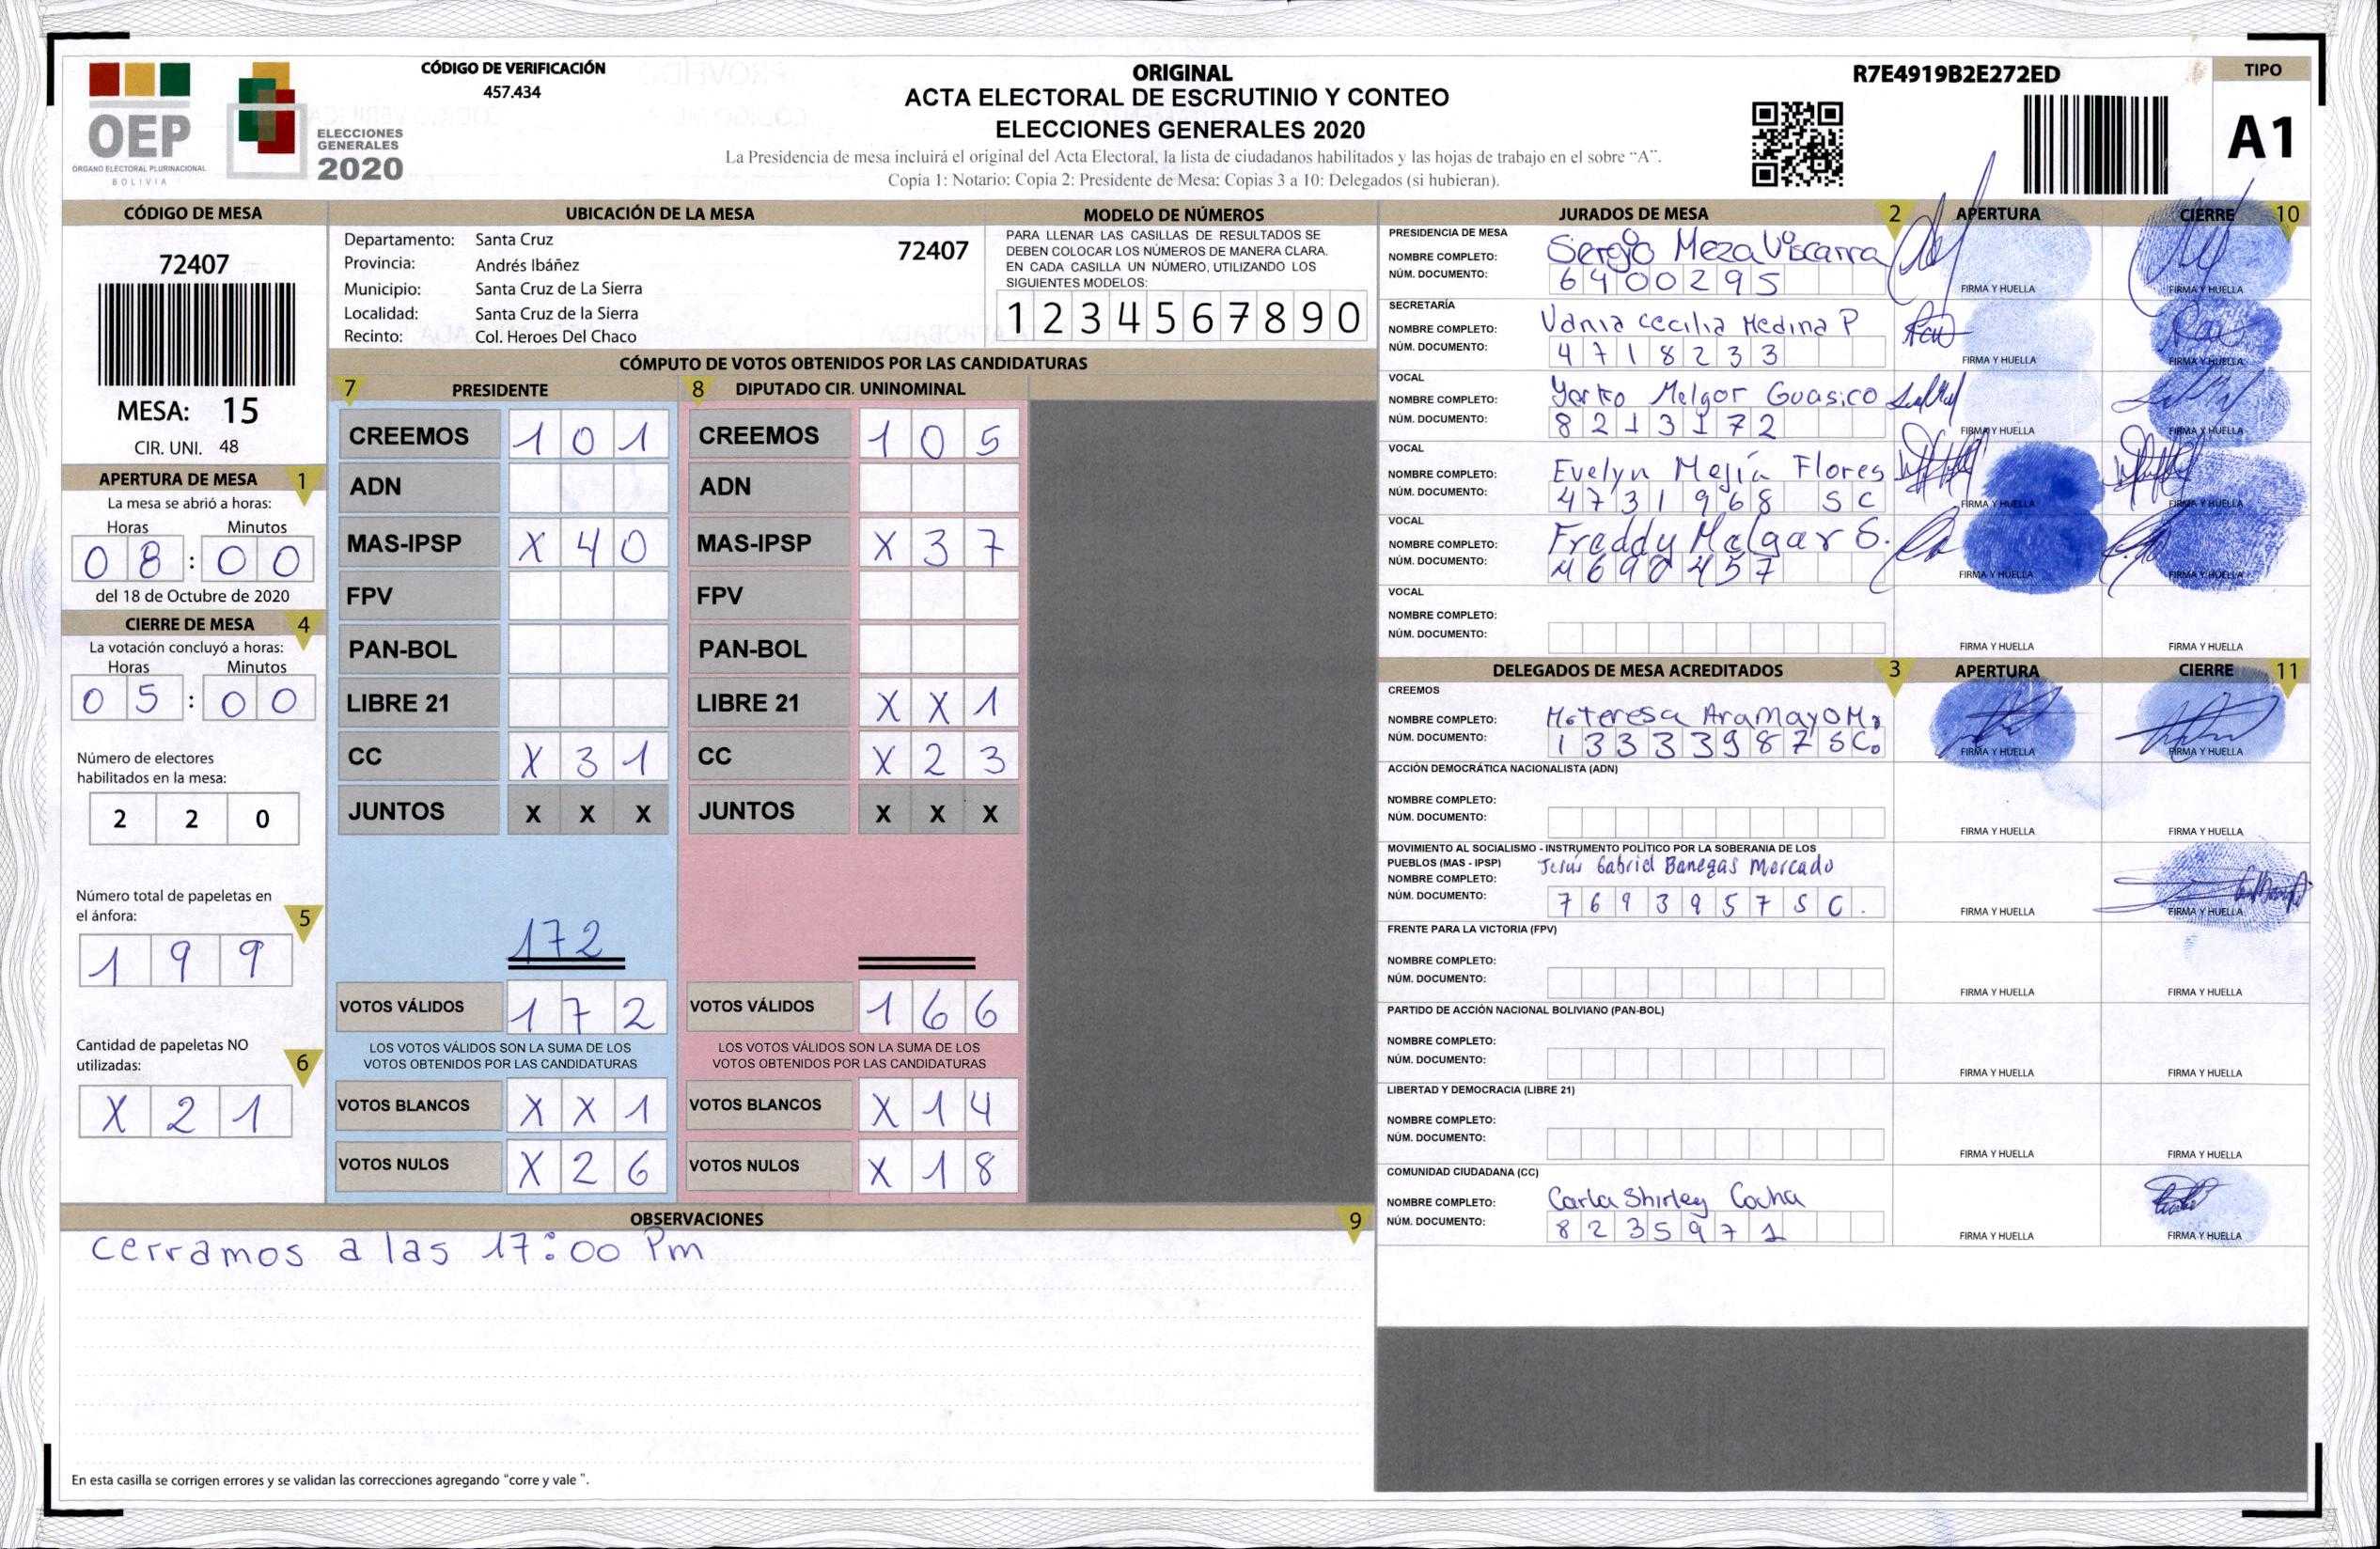 OEP
ORGANO ELECTORAL PLURINACIONAL
BOLIVIA
ELECCIONES
GENERALES
2020
CÓDIGO DE VERIFICACIÓN
457.434
ORIGINAL
ACTA ELECTORAL DE ESCRUTINIO Y CONTEO
ELECCIONES GENERALES 2020
La Presidencia de mesa incluirá el original del Acta Electoral, la lista de ciudadanos habilitados y las hojas de trabajo en el sobre “A”.
Copia 1: Notario: Copia 2: Presidente de Mesa: Copias 3 a 10: Delegados (si hubieran).
R7E4919B2E272ED
TIPO
A1
CÓDIGO DE MESA
72407
MESA: 15
CIR. UNI. 48
APERTURA DE MESA 1
La mesa se abrió a horas:
Horas Minutos
08:00
del 18 de Octubre de 2020
CIERRE DE MESA 4
La votación concluyó a horas:
Horas Minutos
05:00
Número de electores
habilitados en la mesa:
2 2 0
Número total de papeletas en
el ánfora: 5
1 9 9
Cantidad de papeletas NO
utilizadas: 6
X 2 1
UBICACIÓN DE LA MESA
Departamento: Santa Cruz 72407
Provincia: Andrés Ibáñez
Municipio: Santa Cruz de La Sierra
Localidad: Santa Cruz de la Sierra
Recinto: Col. Heroes Del Chaco
MODELO DE NÚMEROS
PARA LLENAR LAS CASILLAS DE RESULTADOS SE
DEBEN COLOCAR LOS NÚMEROS DE MANERA CLARA.
EN CADA CASILLA UN NÚMERO, UTILIZANDO LOS
SIGUIENTES MODELOS:
1 2 3 4 5 6 7 8 9 0
CÓMPUTO DE VOTOS OBTENIDOS POR LAS CANDIDATURAS
7 PRESIDENTE 8 DIPUTADO CIR. UNINOMINAL
CREEMOS 1 0 1 CREEMOS 1 0 5
ADN ADN
MAS-IPSP X 4 0 MAS-IPSP X 3 7
FPV FPV
PAN-BOL PAN-BOL
LIBRE 21 LIBRE 21 X X 1
CC X 3 1 CC X 2 3
JUNTOS X X X JUNTOS X X X
172
VOTOS VÁLIDOS 1 7 2 VOTOS VÁLIDOS 1 6 6
LOS VOTOS VÁLIDOS SON LA SUMA DE LOS LOS VOTOS VÁLIDOS SON LA SUMA DE LOS
VOTOS OBTENIDOS POR LAS CANDIDATURAS VOTOS OBTENIDOS POR LAS CANDIDATURAS
VOTOS BLANCOS X X 1 VOTOS BLANCOS X 1 4
VOTOS NULOS X 2 6 VOTOS NULOS X 1 8
OBSERVACIONES 9
cerramos a las 17:00 Pm
En esta casilla se corrigen errores y se validan las correcciones agregando “corre y vale ”.
JURADOS DE MESA 2 APERTURA CIERRE 10
PRESIDENCIA DE MESA
NOMBRE COMPLETO: Sergio Meza Viscarra
NÚM. DOCUMENTO: 6400295 FIRMA Y HUELLA FIRMA Y HUELLA
SECRETARÍA
NOMBRE COMPLETO: Vania Cecilia Medina P
NÚM. DOCUMENTO: 4718233 FIRMA Y HUELLA FIRMA Y HUELLA
VOCAL
NOMBRE COMPLETO: Yorko Melgor Guasico
NÚM. DOCUMENTO: 8213172 FIRMA Y HUELLA FIRMA Y HUELLA
VOCAL
NOMBRE COMPLETO: Evelyn Mejía Flores
NÚM. DOCUMENTO: 4731968 SC FIRMA Y HUELLA FIRMA Y HUELLA
VOCAL
NOMBRE COMPLETO: Freddy Melgar S.
NÚM. DOCUMENTO: 4690457 FIRMA Y HUELLA FIRMA Y HUELLA
VOCAL
NOMBRE COMPLETO:
NÚM. DOCUMENTO: FIRMA Y HUELLA FIRMA Y HUELLA
DELEGADOS DE MESA ACREDITADOS 3 APERTURA CIERRE 11
CREEMOS
NOMBRE COMPLETO: M. teresa Aramayo M.
NÚM. DOCUMENTO: 13333987 SC. FIRMA Y HUELLA FIRMA Y HUELLA
ACCIÓN DEMOCRÁTICA NACIONALISTA (ADN)
NOMBRE COMPLETO:
NÚM. DOCUMENTO: FIRMA Y HUELLA FIRMA Y HUELLA
MOVIMIENTO AL SOCIALISMO - INSTRUMENTO POLÍTICO POR LA SOBERANIA DE LOS
PUEBLOS (MAS - IPSP) Jesús Gabriel Banegas Mercado
NOMBRE COMPLETO:
NÚM. DOCUMENTO: 7693957 SC. FIRMA Y HUELLA FIRMA Y HUELLA
FRENTE PARA LA VICTORIA (FPV)
NOMBRE COMPLETO:
NÚM. DOCUMENTO: FIRMA Y HUELLA FIRMA Y HUELLA
PARTIDO DE ACCIÓN NACIONAL BOLIVIANO (PAN-BOL)
NOMBRE COMPLETO:
NÚM. DOCUMENTO: FIRMA Y HUELLA FIRMA Y HUELLA
LIBERTAD Y DEMOCRACIA (LIBRE 21)
NOMBRE COMPLETO:
NÚM. DOCUMENTO: FIRMA Y HUELLA FIRMA Y HUELLA
COMUNIDAD CIUDADANA (CC)
NOMBRE COMPLETO: Carla Shirley
NÚM. DOCUMENTO: 8235971 FIRMA Y HUELLA FIRMA Y HUELLA